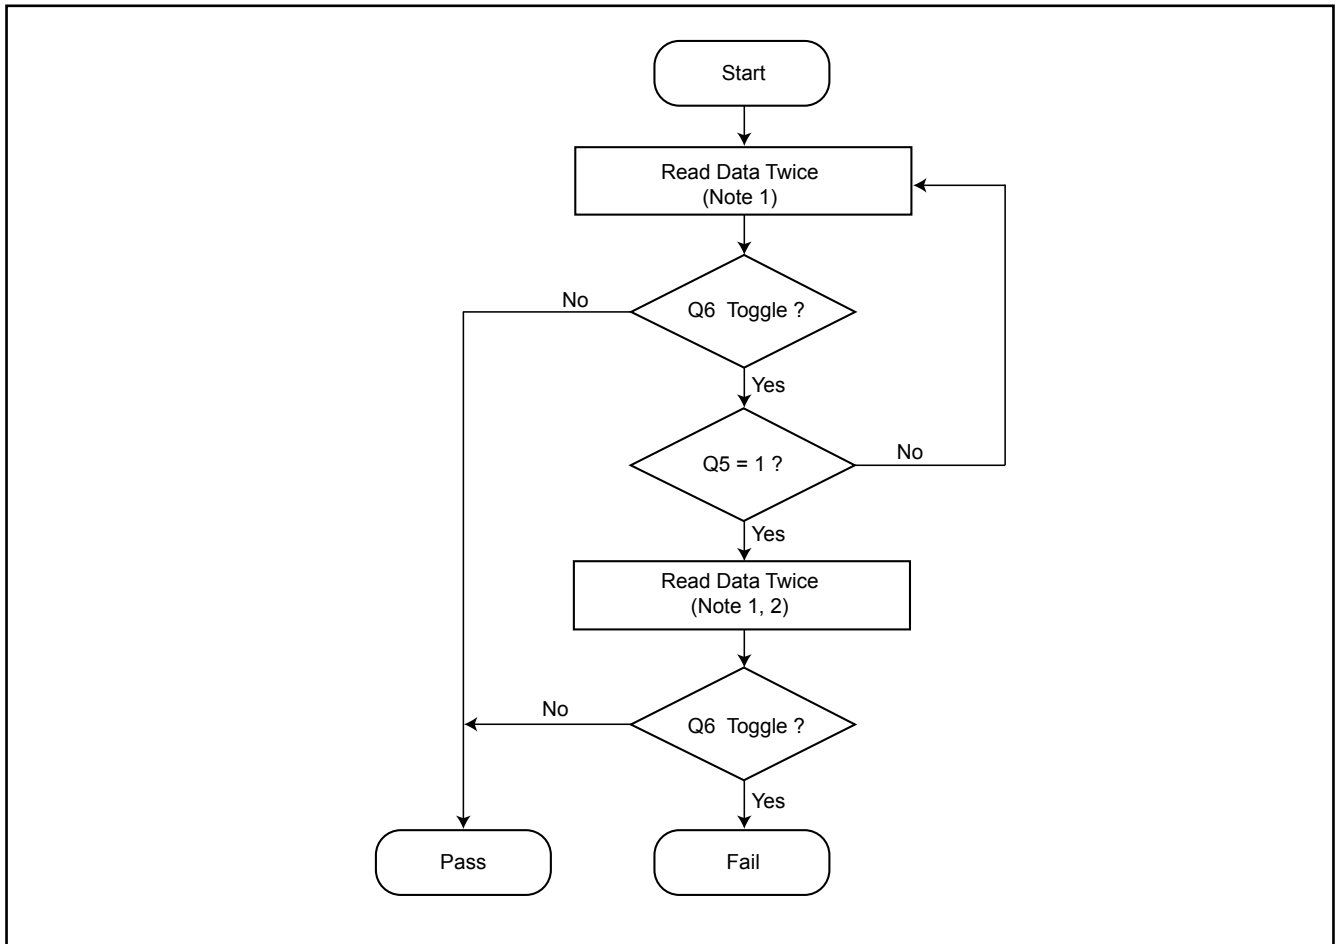 Start
Read Data Twice
(Note 1)
No
Q6 Toggle ?
Yes
Q5 = 1 ?
No
Yes
Read Data Twice
(Note 1, 2)
No
Q6 Toggle ?
Yes
Pass
Fail